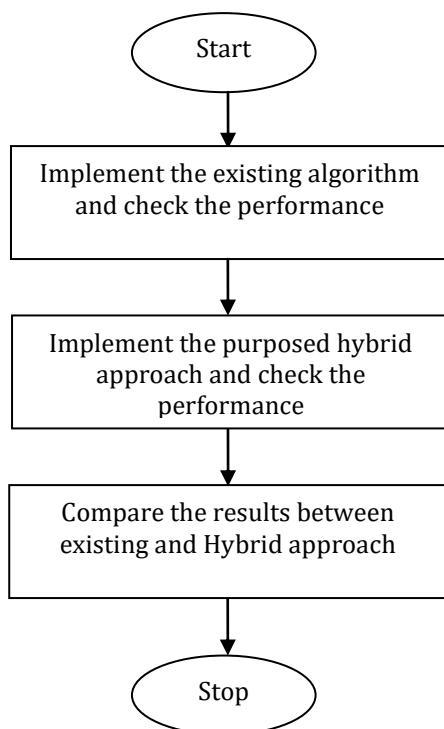 Start
Implement the existing algorithm
and check the performance
Implement the purposed hybrid
approach and check the
performance
Compare the results between
existing and Hybrid approach
Stop